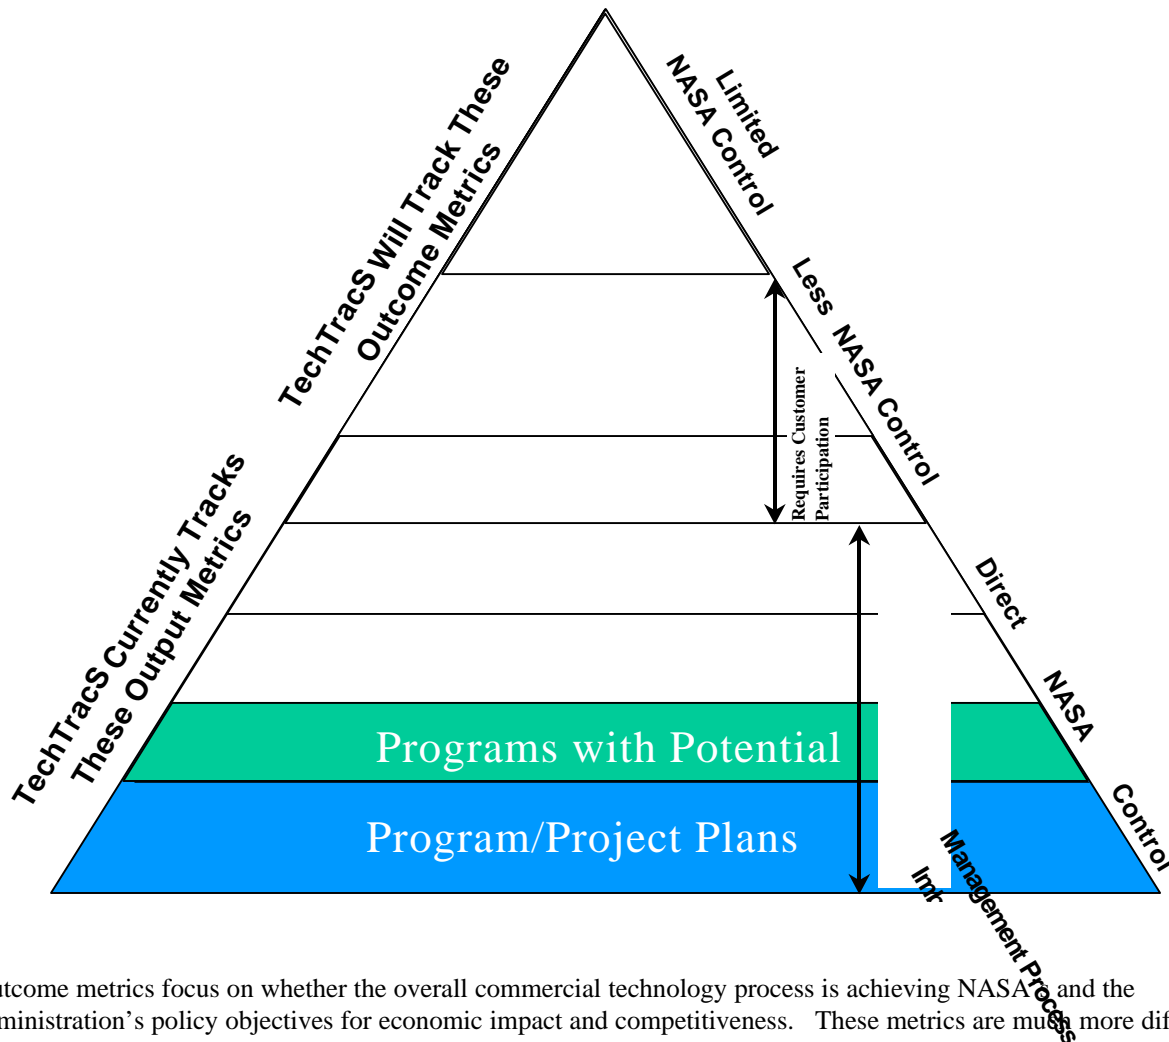 TechTracS Will Track These
Outcome Metrics
Limited
NASA Control
Less NASA Control
Requires Customer
Participation
TechTracS Currently Tracks
These Output Metrics
Direct NASA Control
Programs with Potential
Program/Project Plans
Management Process
utcome metrics focus on whether the overall commercial technology process is achieving NASA's and the
ministration’s policy objectives for economic impact and competitiveness. These metrics are much more dif